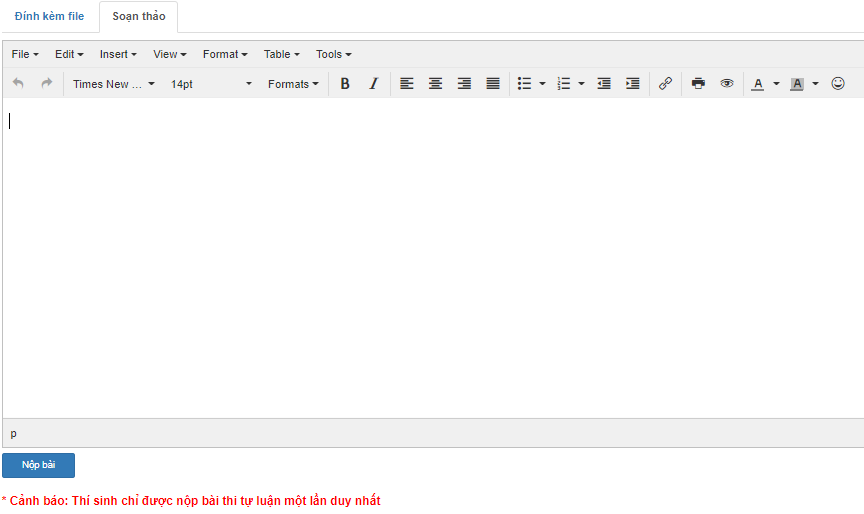 Đính kèm file Soạn thảo
File Edit Insert View Format Table Tools
Times New ... 14pt Formats B I A A
p
Nộp bài
* Cảnh báo: Thí sinh chỉ được nộp bài thi tự luận một lần duy nhất